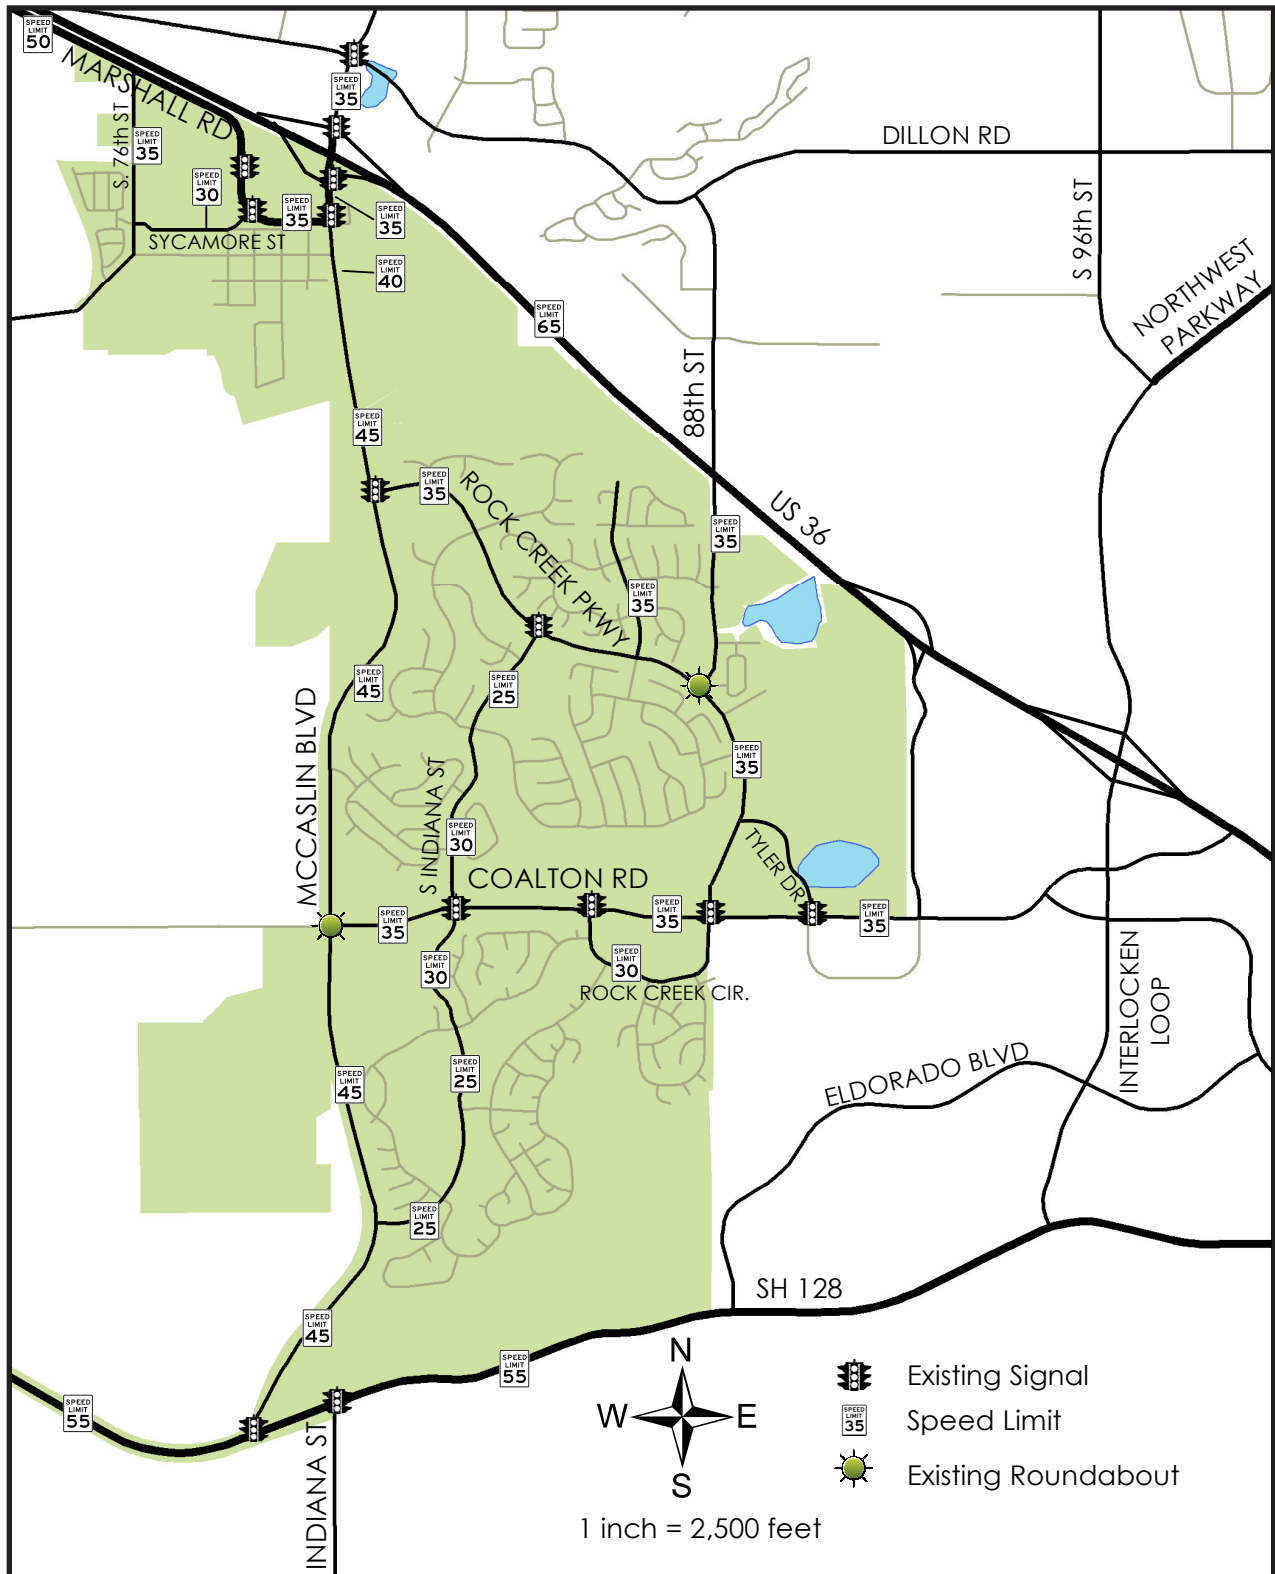 SPEED
LIMIT
50
MARSHALL RD
SPEED
LIMIT
35
DILLON RD
S. 76th ST
SPEED
LIMIT
35
SPEED
LIMIT
30
SPEED
LIMIT
35
SPEED
LIMIT
35
SYCAMORE ST
SPEED
LIMIT
40
S 96th ST
NORTHWEST
PARKWAY
SPEED
LIMIT
65
88th ST
SPEED
LIMIT
45
SPEED
LIMIT
35
ROCK CREEK PKWY
US 36
SPEED
LIMIT
35
SPEED
LIMIT
35
SPEED
LIMIT
45
SPEED
LIMIT
25
MCCASLIN BLVD
SPEED
LIMIT
35
S INDIANA ST
SPEED
LIMIT
30
TYLER DR
COALTON RD
SPEED
LIMIT
35
SPEED
LIMIT
35
SPEED
LIMIT
35
SPEED
LIMIT
30
SPEED
LIMIT
30
ROCK CREEK CIR.
INTERLOCKEN
LOOP
SPEED
LIMIT
45
SPEED
LIMIT
25
ELDORADO BLVD
SPEED
LIMIT
25
SH 128
SPEED
LIMIT
45
SPEED
LIMIT
55
SPEED
LIMIT
55
INDIANA ST
N
W
E
S
1 inch = 2,500 feet
Existing Signal
SPEED
LIMIT
35
Speed Limit
Existing Roundabout